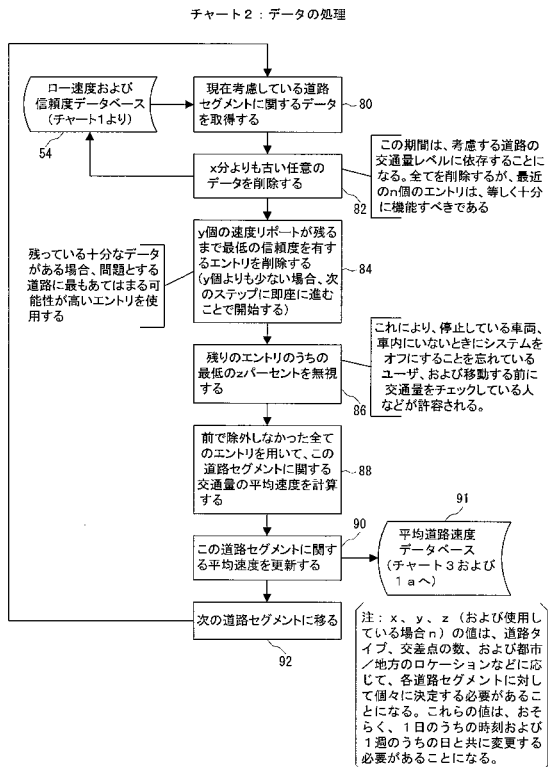 チャート２：データの処理
ロー速度および
信頼度データベース
（チャート1より）
54
現在考慮している道路
セグメントに関するデータ
を取得する
80
x分よりも古い任意の
データを削除する
82
この期間は、考慮する道路の
交通量レベルに依存することに
なる。全てを削除するが、最近
のn個のエントリは、等しく十分
に機能すべきである
y個の速度リポートが残る
まで最低の信頼度を有す
るエントリを削除する
（y個よりも少ない場合、次
のステップに即座に進む
ことで開始する）
84
残っている十分なデータ
がある場合、問題とする
道路に最もあてはまる可
能性が高いエントリを使
用する
残りのエントリのうちの
最低のzパーセントを無視
する
86
これにより、停止している車両、
車内にいないときにシステムを
オフにすることを忘れている
ユーザ、および移動する前に
交通量をチェックしている人
などが許容される。
前で除外しなかった全て
のエントリを用いて、この
道路セグメントに関する
交通量の平均速度を計算
する
88
この道路セグメントに関す
る平均速度を更新する
90
91
平均道路速度
データベース
（チャート３および
１aへ）
次の道路セグメントに移る
92
注：x、y、z（および使用し
ている場合n）の値は、道路タ
イプ、交差点の数、および都市
／地方のロケーションなどに応
じて、各道路セグメントに対して
個々に決定する必要があるこ
とになる。これらの値は、おそ
らく、１日のうちの時刻および
１週のうちの日と共に変更する
必要があることになる。